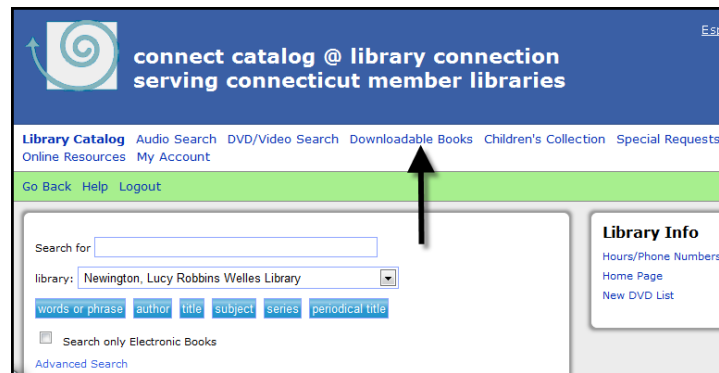 Esp
connect catalog @ library connection
serving connecticut member libraries
Library Catalog Audio Search DVD/Video Search Downloadable Books Children's Collection Special Requests
Online Resources My Account
Go Back Help Logout
Search for
library: Newington, Lucy Robbins Welles Library
words or phrase author title subject series periodical title
Search only Electronic Books
Advanced Search
Library Info
Hours/Phone Numbers
Home Page
New DVD List